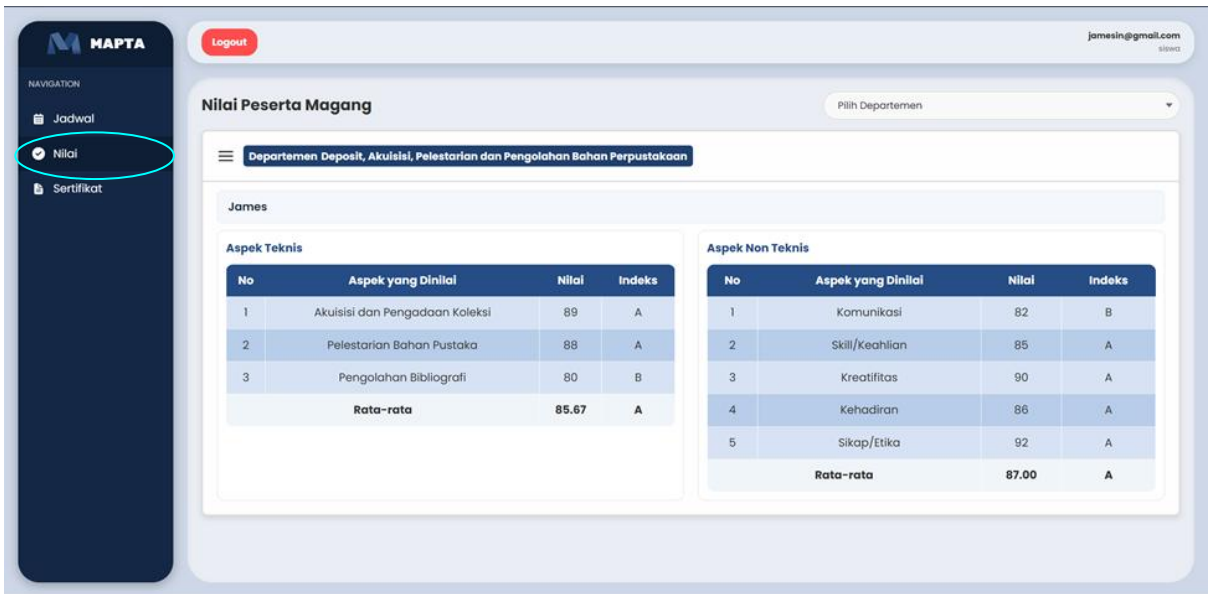 MAPTA
NAVIGATION
Jadwal
Nilai
Sertifikat
Logout
jamesin@gmail.com
siswa
Nilai Peserta Magang
Pilih Departemen
Departemen Deposit, Akuisisi, Pelestarian dan Pengolahan Bahan Perpustakaan
James
Aspek Teknis
No Aspek yang Dinilai Nilai Indeks
1 Akuisisi dan Pengadaan Koleksi 89 A
2 Pelestarian Bahan Pustaka 88 A
3 Pengolahan Bibliografi 80 B
Rata-rata 85.67 A
Aspek Non Teknis
No Aspek yang Dinilai Nilai Indeks
1 Komunikasi 82 B
2 Skill/Keahlian 85 A
3 Kreatifitas 90 A
4 Kehadiran 86 A
5 Sikap/Etika 92 A
Rata-rata 87.00 A